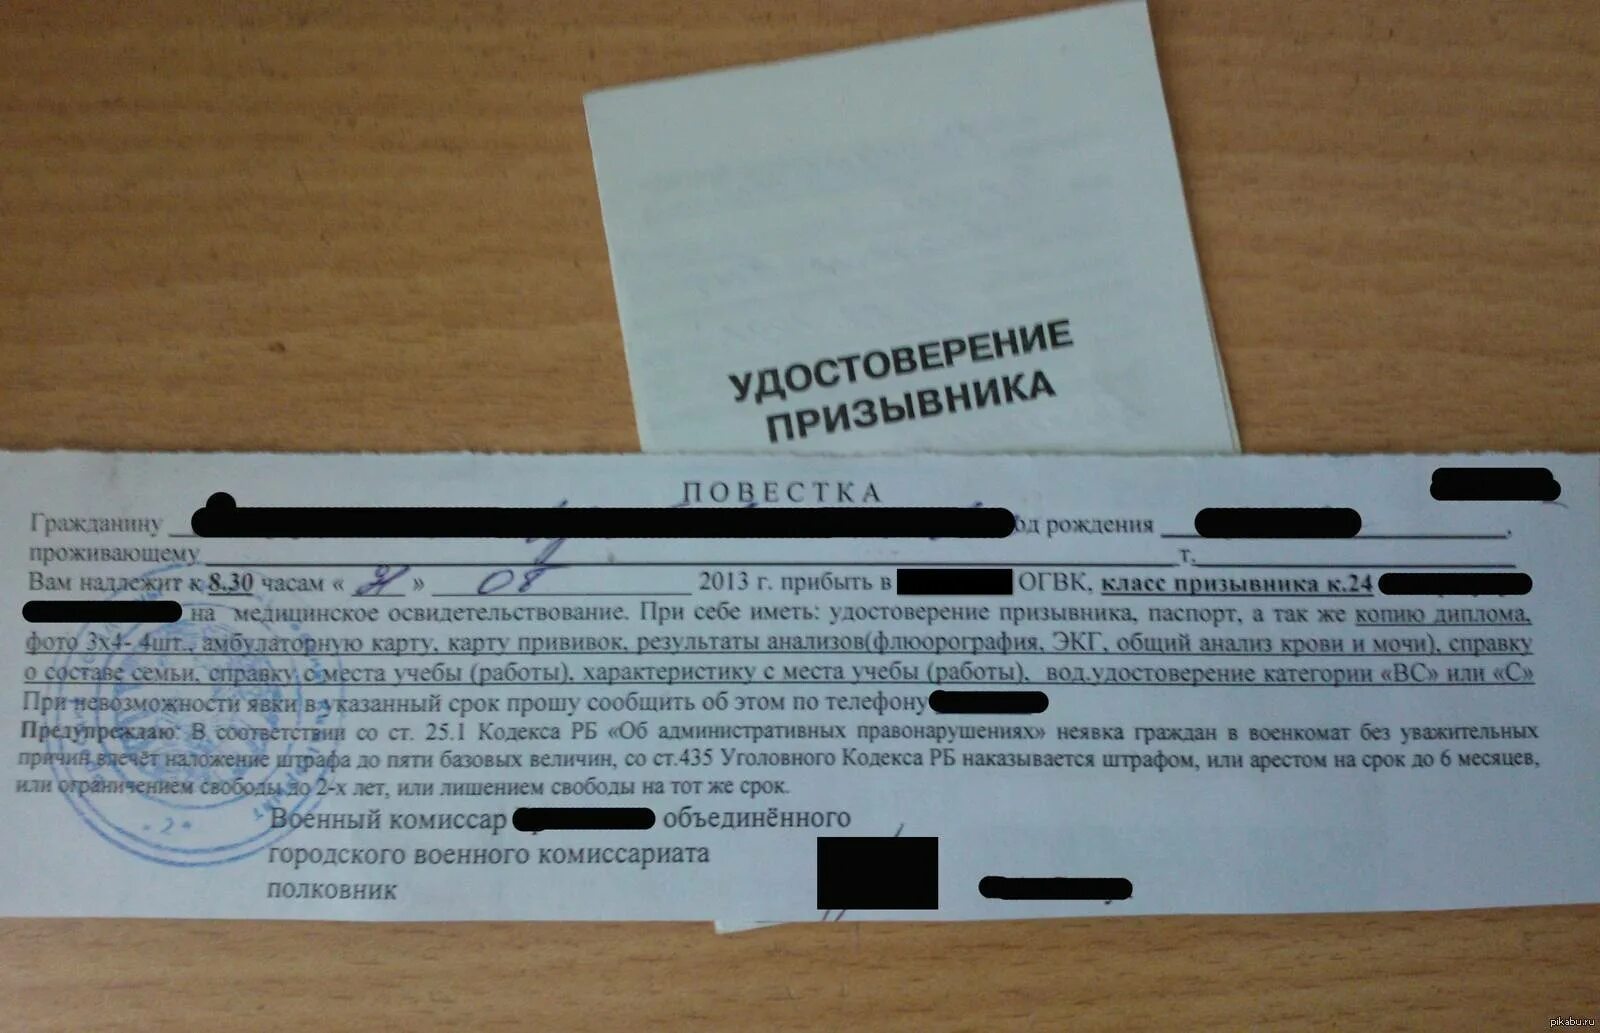 УДОСТОВЕРЕНИЕ
ПРИЗЫВНИКА
ПОВЕСТКА
Гражданину од рождения ,
проживающему т.
Вам надлежит к 8.30 часам « » 08 2013 г. прибыть в ОГВК, класс призывника к.24
на медицинское освидетельствование. При себе иметь: удостоверение призывника, паспорт, а так же копию диплома,
фото 3х4- 4шт., амбулаторную карту, карту прививок, результаты анализов(флюорография, ЭКГ, общий анализ крови и мочи), справку
о составе семьи, справку с места учебы (работы), характеристику с места учебы (работы), вод.удостоверение категории «ВС» или «С»
При невозможности явки в указанный срок прошу сообщить об этом по телефону
Предупреждаю: В соответствии со ст. 25.1 Кодекса РБ «Об административных правонарушениях» неявка граждан в военкомат без уважительных
причин влечёт наложение штрафа до пяти базовых величин, со ст.435 Уголовного Кодекса РБ наказывается штрафом, или арестом на срок до 6 месяцев,
или ограничением свободы до 2-х лет, или лишением свободы на тот же срок.
Военный комиссар объединённого
городского военного комиссариата
полковник
2
pikabu.ru